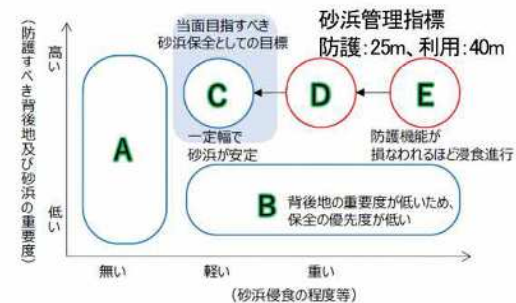 砂浜管理指標
防護:25m、利用:40m
当面目指すべき
砂浜保全としての目標
(防護すべき背後地及び砂浜の重要度)
高い
低い
A
C
D
E
一定幅で
砂浜が安定
防護機能が
損なわれるほど浸食進行
B
背後地の重要度が低いため、
保全の優先度が低い
無い
軽い
重い
(砂浜侵食の程度等)